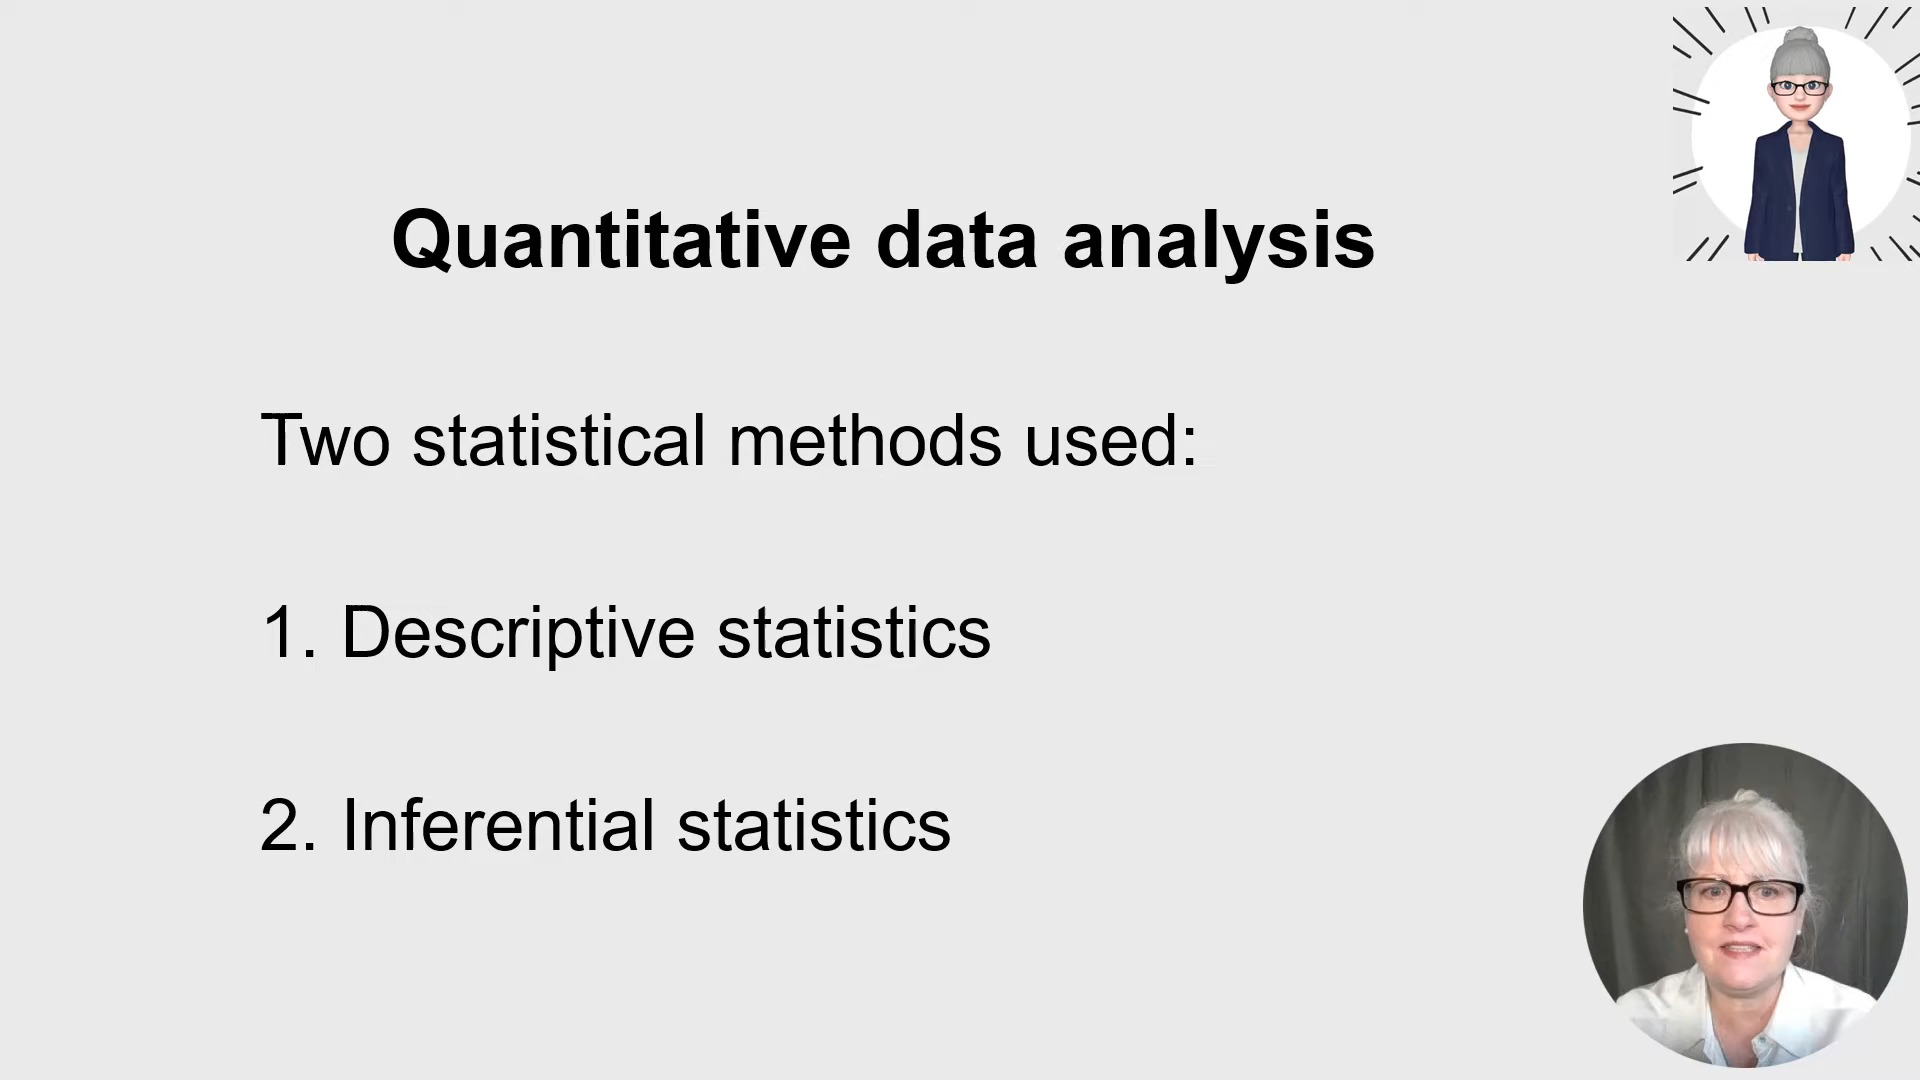 Quantitative data analysis
Two statistical methods used:
1. Descriptive statistics
2. Inferential statistics